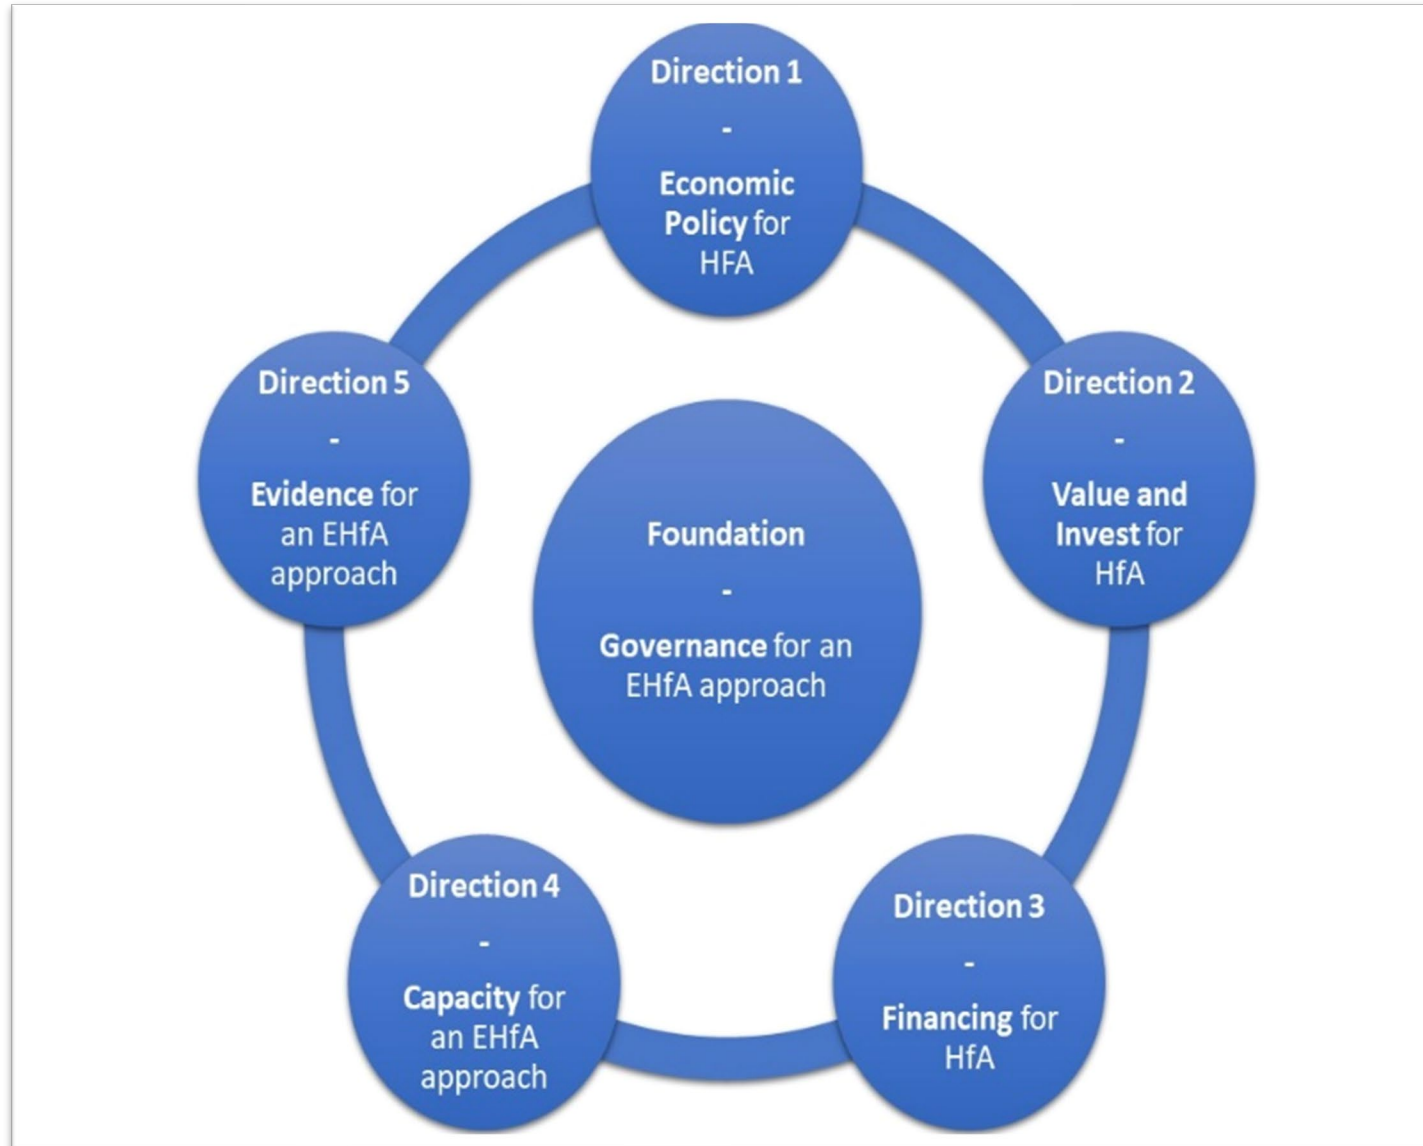 Direction 1
-
Economic
Policy for
HFA
Direction 2
-
Value and
Invest for
HfA
Direction 3
-
Financing for
HfA
Direction 4
-
Capacity for
an EHfA
approach
Direction 5
-
Evidence for
an EHfA
approach
Foundation
-
Governance for an
EHfA approach